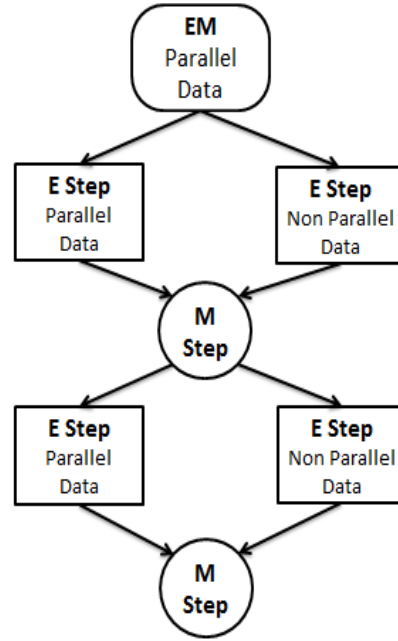 EM
Parallel
Data
E Step
Parallel
Data
E Step
Non Parallel
Data
M
Step
E Step
Parallel
Data
E Step
Non Parallel
Data
M
Step